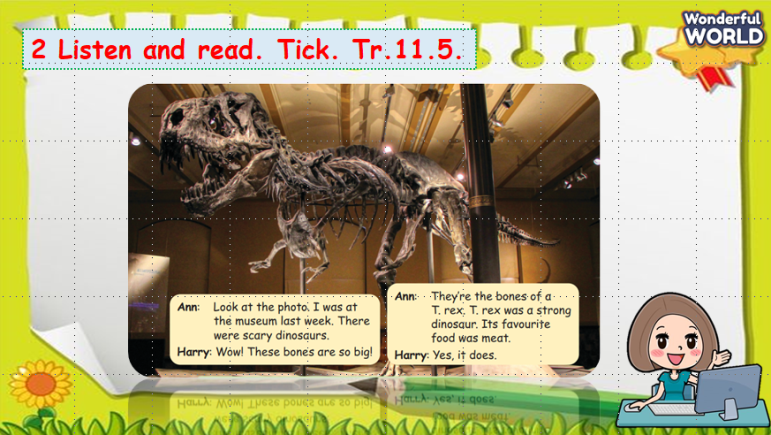 Wonderful
WORLD
2 Listen and read. Tick. Tr.11.5.
Ann: Look at the photo. I was at
the museum last week. There
were scary dinosaurs.
Harry: Wow! These bones are so big!
Ann: They're the bones of a
T. rex. T. rex was a strong
dinosaur. Its favourite
food was meat.
Harry: Yes, it does.